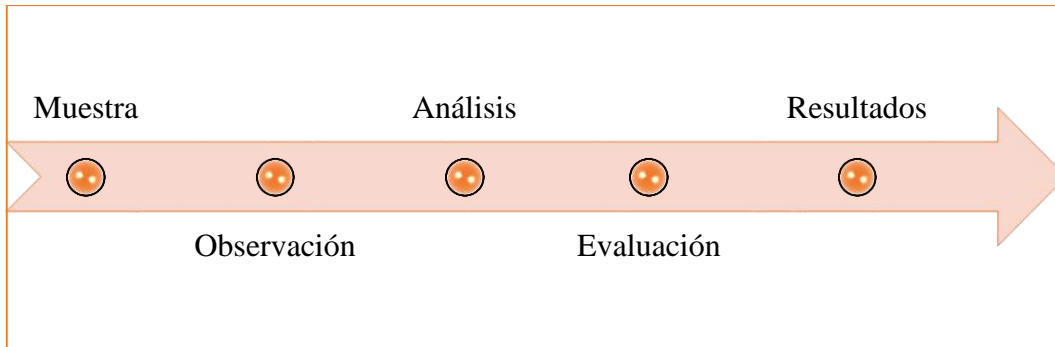 Muestra
Análisis
Resultados
Observación
Evaluación